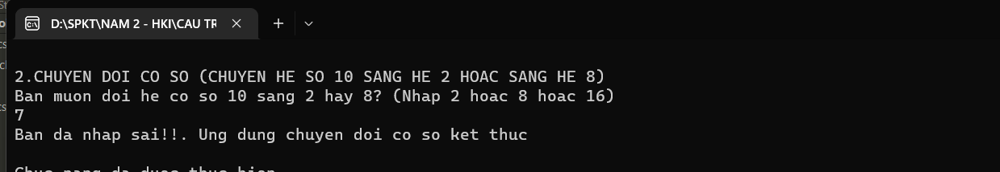 D:\SPKT\NAM 2 - HKI\CAU TR
2.CHUYEN DOI CO SO (CHUYEN HE SO 10 SANG HE 2 HOAC SANG HE 8)
Ban muon doi he co so 10 sang 2 hay 8? (Nhap 2 hoac 8 hoac 16)
7
Ban da nhap sai!!. Ung dung chuyen doi co so ket thuc
Chuc nang da duoc thuc hien